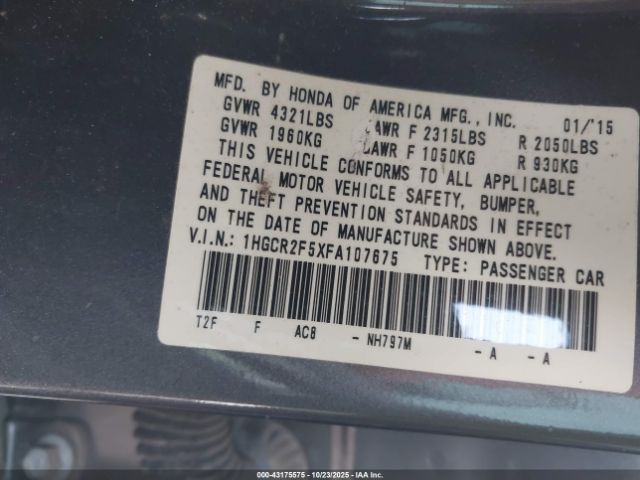 MFD. BY HONDA OF AMERICA MFG., INC. 01/'15
GVWR 4321LBS GAWR F 2315LBS R 2050LBS
GVWR 1960KG GAWR F 1050KG R 930KG
THIS VEHICLE CONFORMS TO ALL APPLICABLE
FEDERAL MOTOR VEHICLE SAFETY, BUMPER,
AND THEFT PREVENTION STANDARDS IN EFFECT
ON THE DATE OF MANUFACTURE SHOWN ABOVE.
V.I.N.: 1HGCR2F5XFA107675 TYPE: PASSENGER CAR
T2F F AC8 - NH797M - A - A
000-43175575 - 10/23/2025 - IAA Inc.